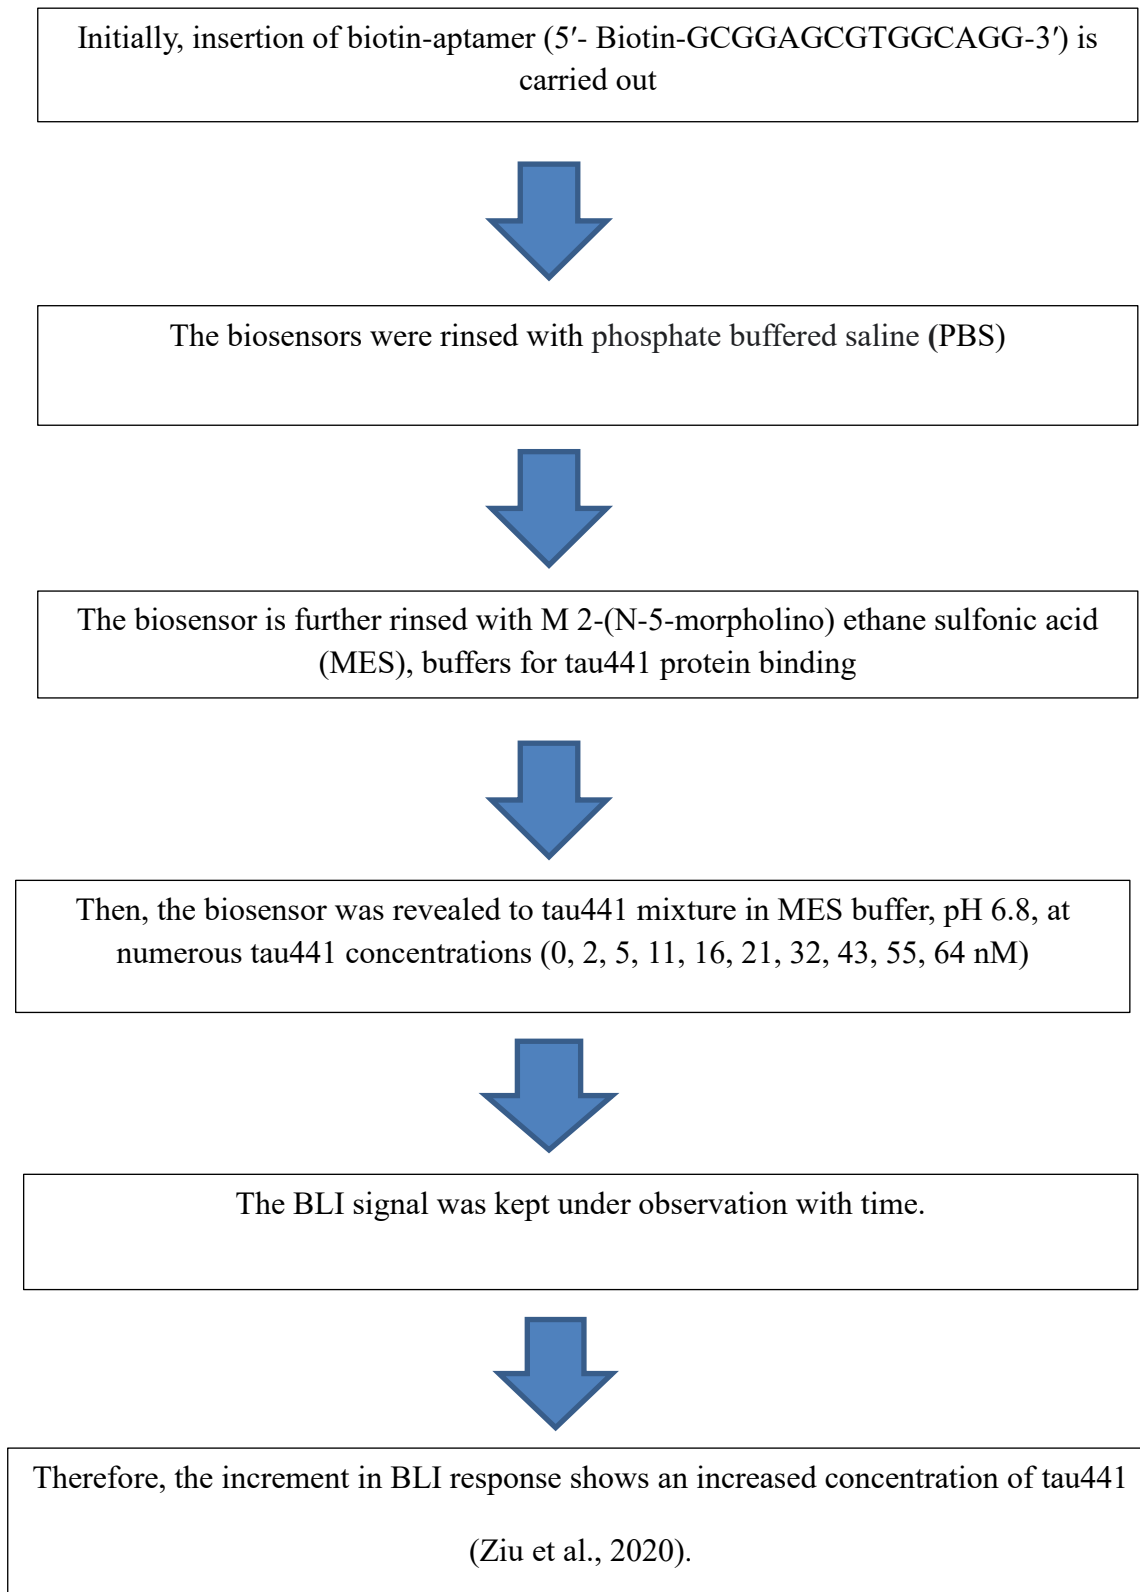 Initially, insertion of biotin-aptamer (5′- Biotin-GCGGAGCGTGGCAGG-3′) is
carried out
The biosensors were rinsed with phosphate buffered saline (PBS)
The biosensor is further rinsed with M 2-(N-5-morpholino) ethane sulfonic acid
(MES), buffers for tau441 protein binding
Then, the biosensor was revealed to tau441 mixture in MES buffer, pH 6.8, at
numerous tau441 concentrations (0, 2, 5, 11, 16, 21, 32, 43, 55, 64 nM)
The BLI signal was kept under observation with time.
Therefore, the increment in BLI response shows an increased concentration of tau441
(Ziu et al., 2020).